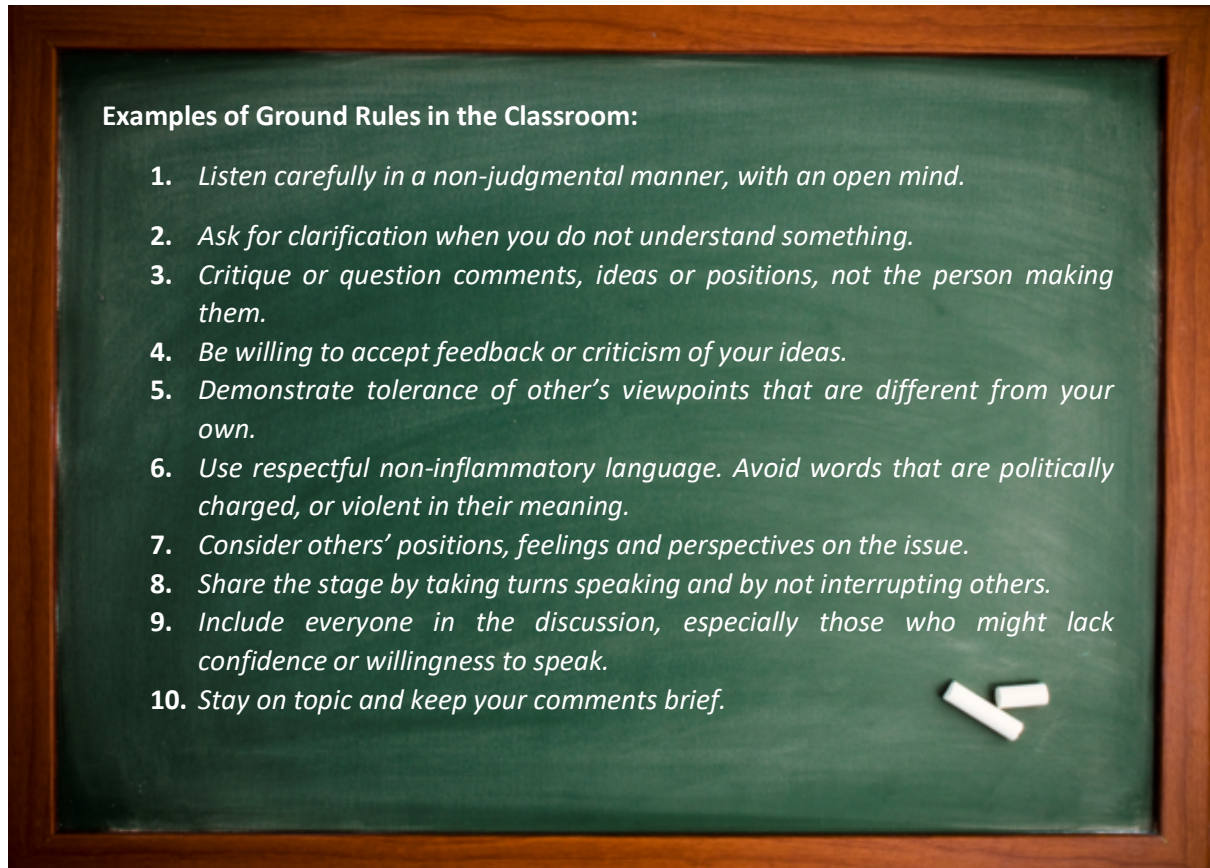 Examples of Ground Rules in the Classroom:
1. Listen carefully in a non-judgmental manner, with an open mind.
2. Ask for clarification when you do not understand something.
3. Critique or question comments, ideas or positions, not the person making
them.
4. Be willing to accept feedback or criticism of your ideas.
5. Demonstrate tolerance of other’s viewpoints that are different from your
own.
6. Use respectful non-inflammatory language. Avoid words that are politically
charged, or violent in their meaning.
7. Consider others’ positions, feelings and perspectives on the issue.
8. Share the stage by taking turns speaking and by not interrupting others.
9. Include everyone in the discussion, especially those who might lack
confidence or willingness to speak.
10. Stay on topic and keep your comments brief.